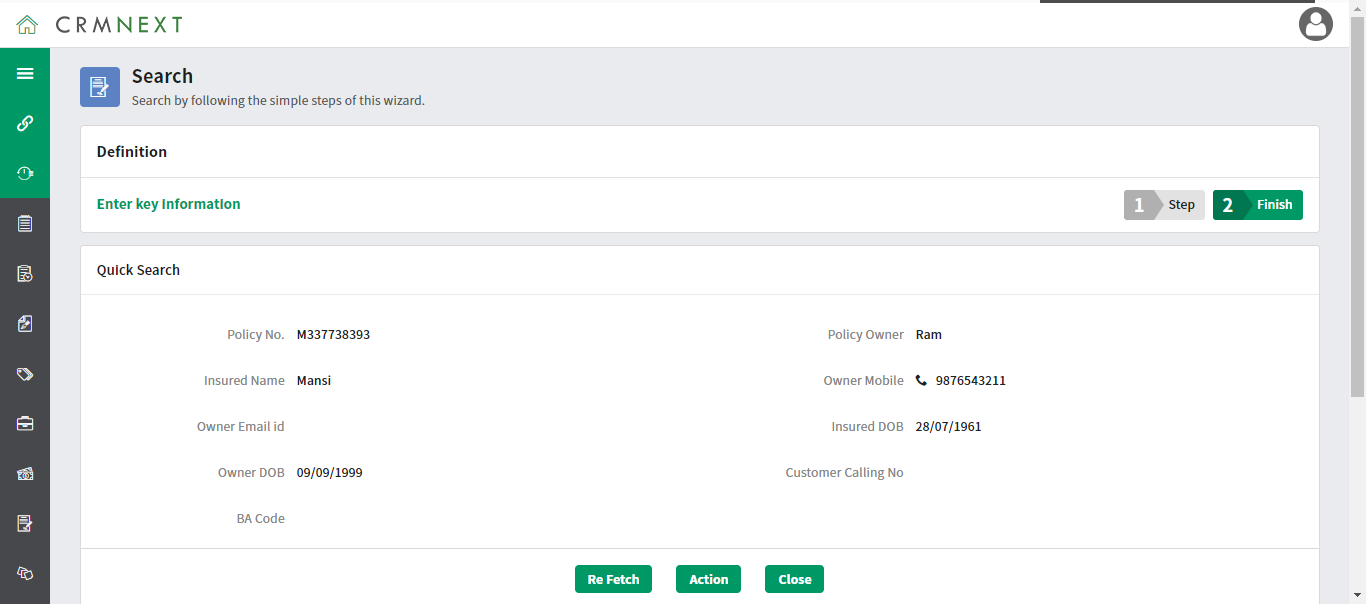 CRMNEXT
Search
Search by following the simple steps of this wizard.
Definition
Enter key Information
1 Step 2 Finish
Quick Search
Policy No. M337738393 Policy Owner Ram
Insured Name Mansi Owner Mobile 9876543211
Owner Email id Insured DOB 28/07/1961
Owner DOB 09/09/1999 Customer Calling No
BA Code
Re Fetch Action Close